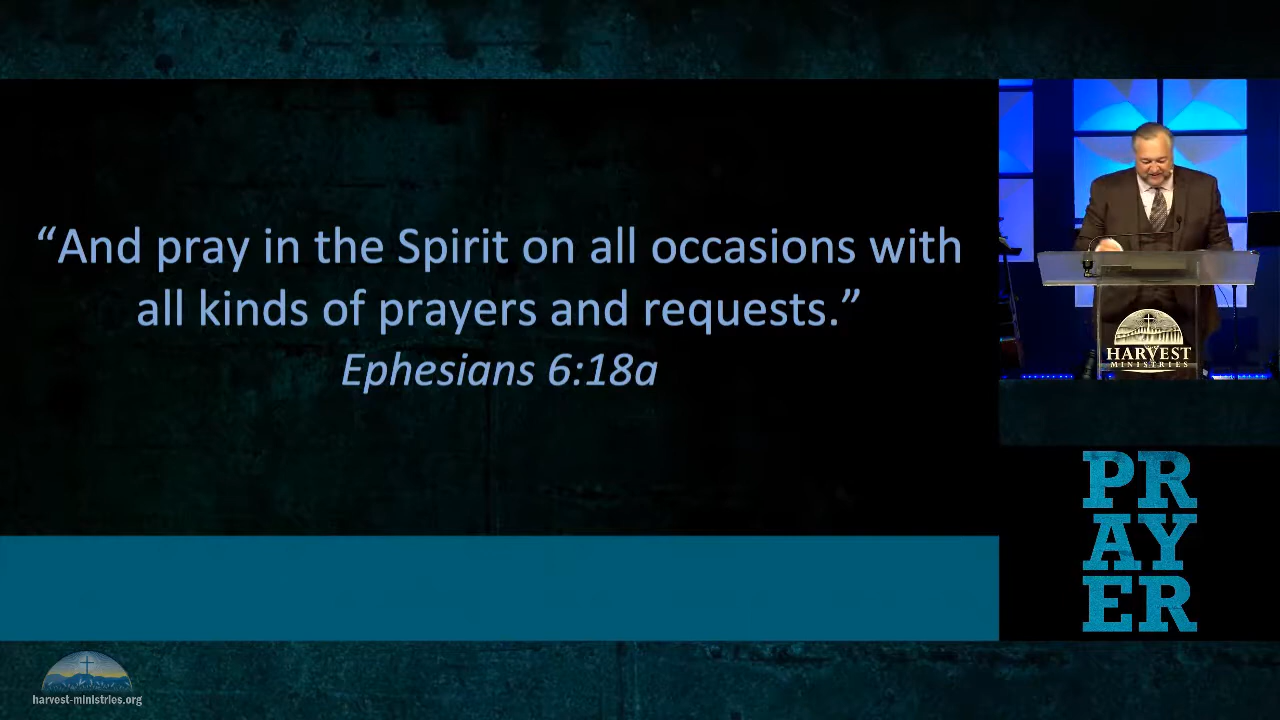 “And pray in the Spirit on all occasions with
all kinds of prayers and requests.”
Ephesians 6:18a
HARVEST
MINISTRIES
PR
AY
ER
harvest-ministries.org